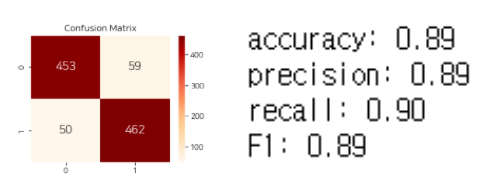 Confusion Matrix
0
453
59
1
50
462
0
1
400
300
200
100
accuracy: 0.89
precision: 0.89
recall: 0.90
F1: 0.89